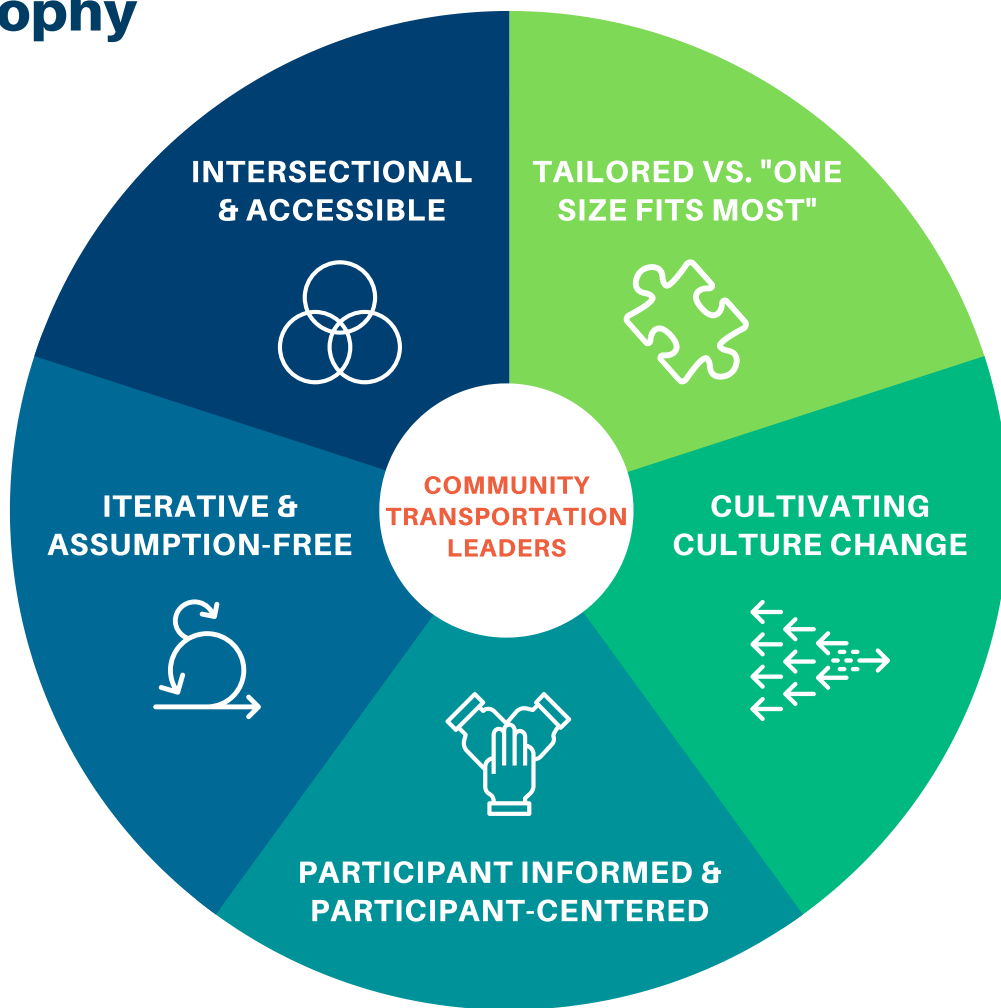 ophy
INTERSECTIONAL
& ACCESSIBLE
TAILORED VS. "ONE
SIZE FITS MOST"
COMMUNITY
TRANSPORTATION
LEADERS
ITERATIVE &
ASSUMPTION-FREE
CULTIVATING
CULTURE CHANGE
PARTICIPANT INFORMED &
PARTICIPANT-CENTERED